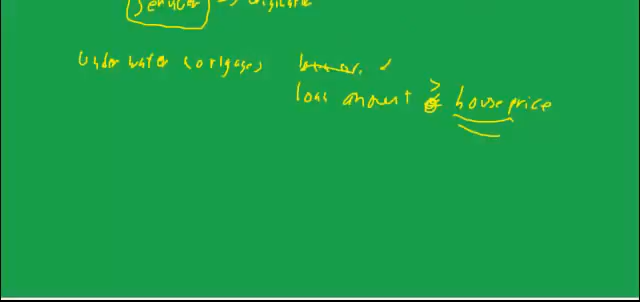 servicer →
Underwater mortgages
loan amount > house price